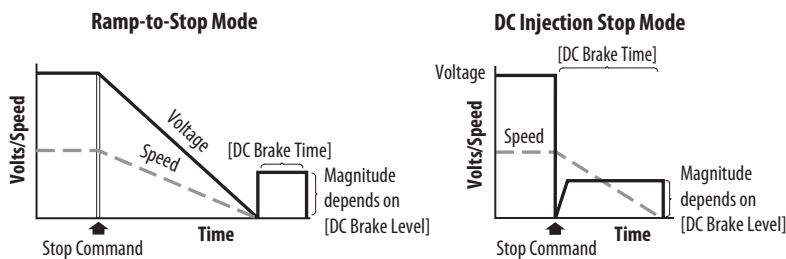 Ramp-to-Stop Mode
Volts/Speed
Voltage
Speed
[DC Brake Time]
Magnitude
depends on
[DC Brake Level]
Stop Command
Time
DC Injection Stop Mode
[DC Brake Time]
Voltage
Volts/Speed
Speed
Magnitude
depends on
[DC Brake Level]
Stop Command
Time